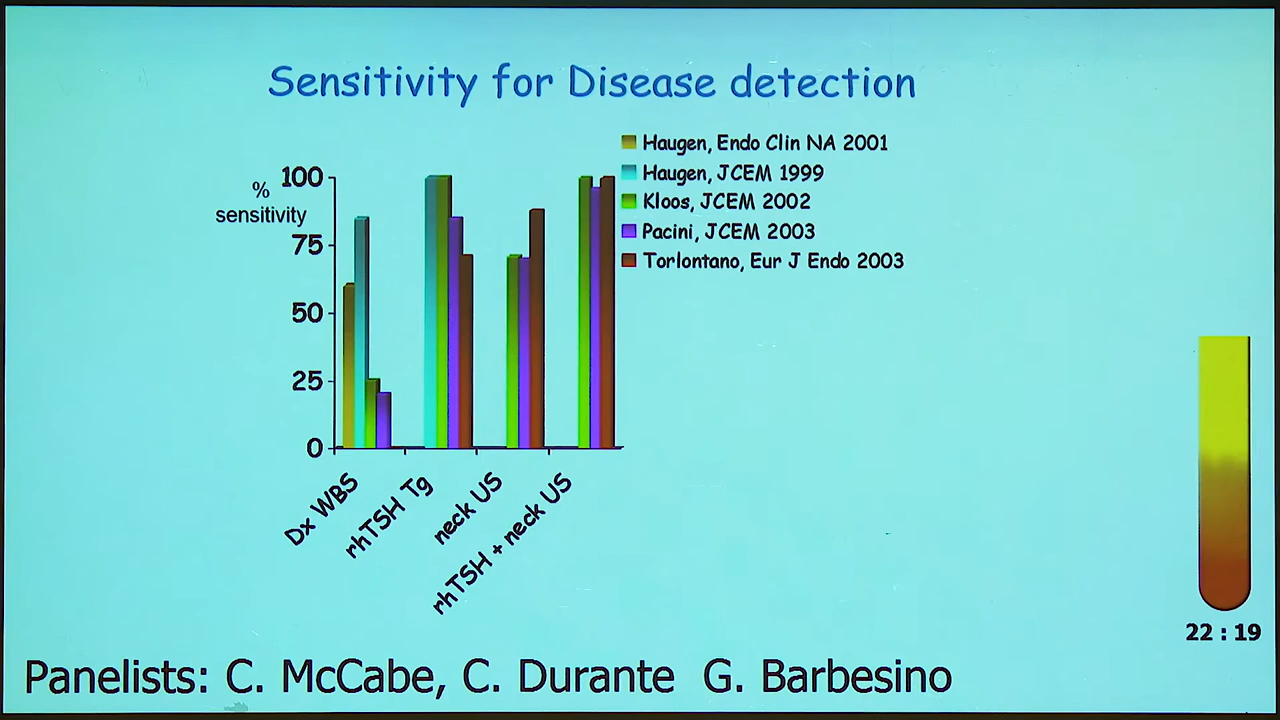 Sensitivity for Disease detection
Haugen, Endo Clin NA 2001
Haugen, JCEM 1999
Kloos, JCEM 2002
Pacini, JCEM 2003
Torlontano, Eur J Endo 2003
% sensitivity
100
75
50
25
0
Dx WBS
rhTSH Tg
neck US
rhTSH + neck US
22 : 19
Panelists: C. McCabe, C. Durante G. Barbesino